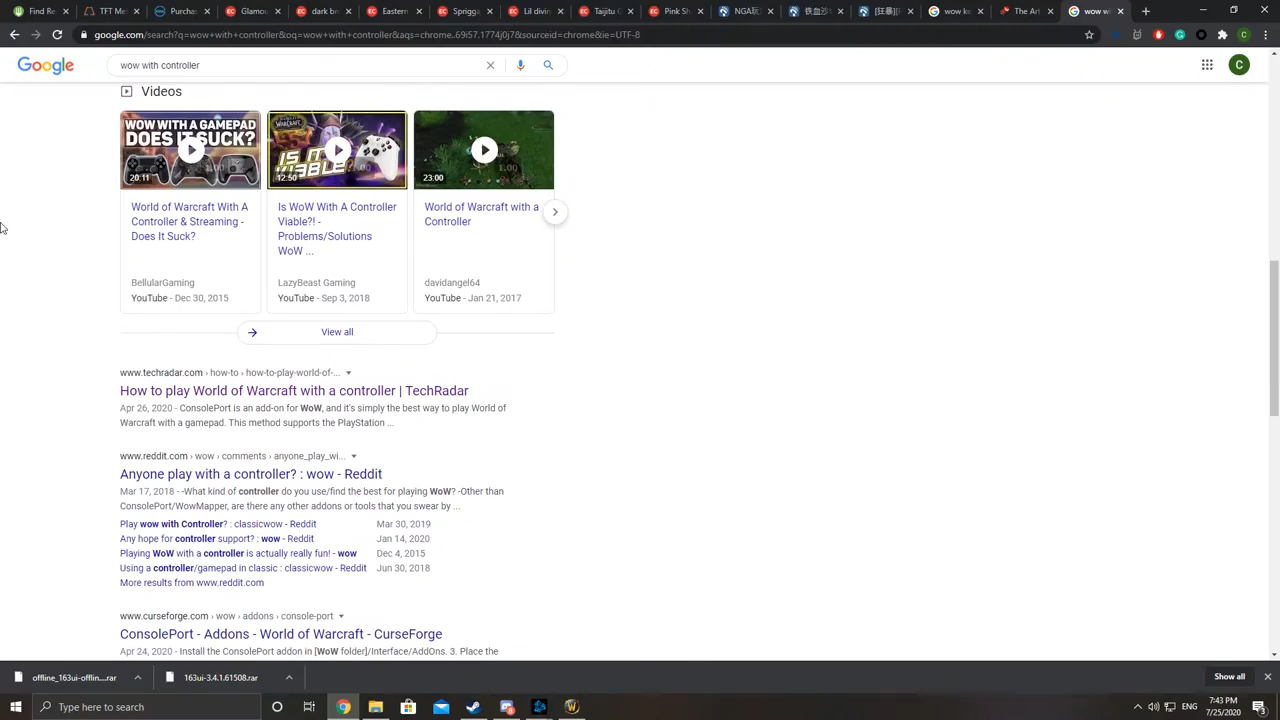 Find Re
Temtem
Purchas
Eastern
Spriggа
Lil divin
Taijitu
Pink Sh
NGA玩
wow ke
The Art
wow wi
google.com/search?q=wow+with+controller&oq=wow+with+controller&aqs=chrome..69i57.1774j0j7&sourceid=chrome&ie=UTF-8
Google
wow with controller
C
Videos
WOW WITH A GAMEPAD
DOES IT SUCK?
20:11
WARCRAFT
IS IT
VIABLE?!
12:50
1.00
23:00
World of Warcraft With A
Controller & Streaming -
Does It Suck?
BellularGaming
YouTube - Dec 30, 2015
Is WoW With A Controller
Viable?! -
Problems/Solutions
WoW ...
LazyBeast Gaming
YouTube - Sep 3, 2018
World of Warcraft with a
Controller
davidangel64
YouTube - Jan 21, 2017
View all
www.techradar.com › how-to › how-to-play-world-of-...
How to play World of Warcraft with a controller | TechRadar
Apr 26, 2020 - ConsolePort is an add-on for WoW, and it's simply the best way to play World of
Warcraft with a gamepad. This method supports the PlayStation ...
www.reddit.com › wow › comments › anyone_play_wi...
Anyone play with a controller? : wow - Reddit
Mar 17, 2018 - -What kind of controller do you use/find the best for playing WoW? -Other than
ConsolePort/WowMapper, are there any other addons or tools that you swear by ...
Play wow with Controller? : classicwow - Reddit Mar 30, 2019
Any hope for controller support? : wow - Reddit Jan 14, 2020
Playing WoW with a controller is actually really fun! - wow Dec 4, 2015
Using a controller/gamepad in classic : classicwow - Reddit Jun 30, 2018
More results from www.reddit.com
www.curseforge.com › wow › addons › console-port
ConsolePort - Addons - World of Warcraft - CurseForge
Apr 24, 2020 - Install the ConsolePort addon in [WoW folder]/Interface/AddOns. 3. Place the
offline_163ui-offlin....rar
163ui-3.4.1.61508.rar
Show all
Type here to search
ENG
7:43 PM
7/25/2020